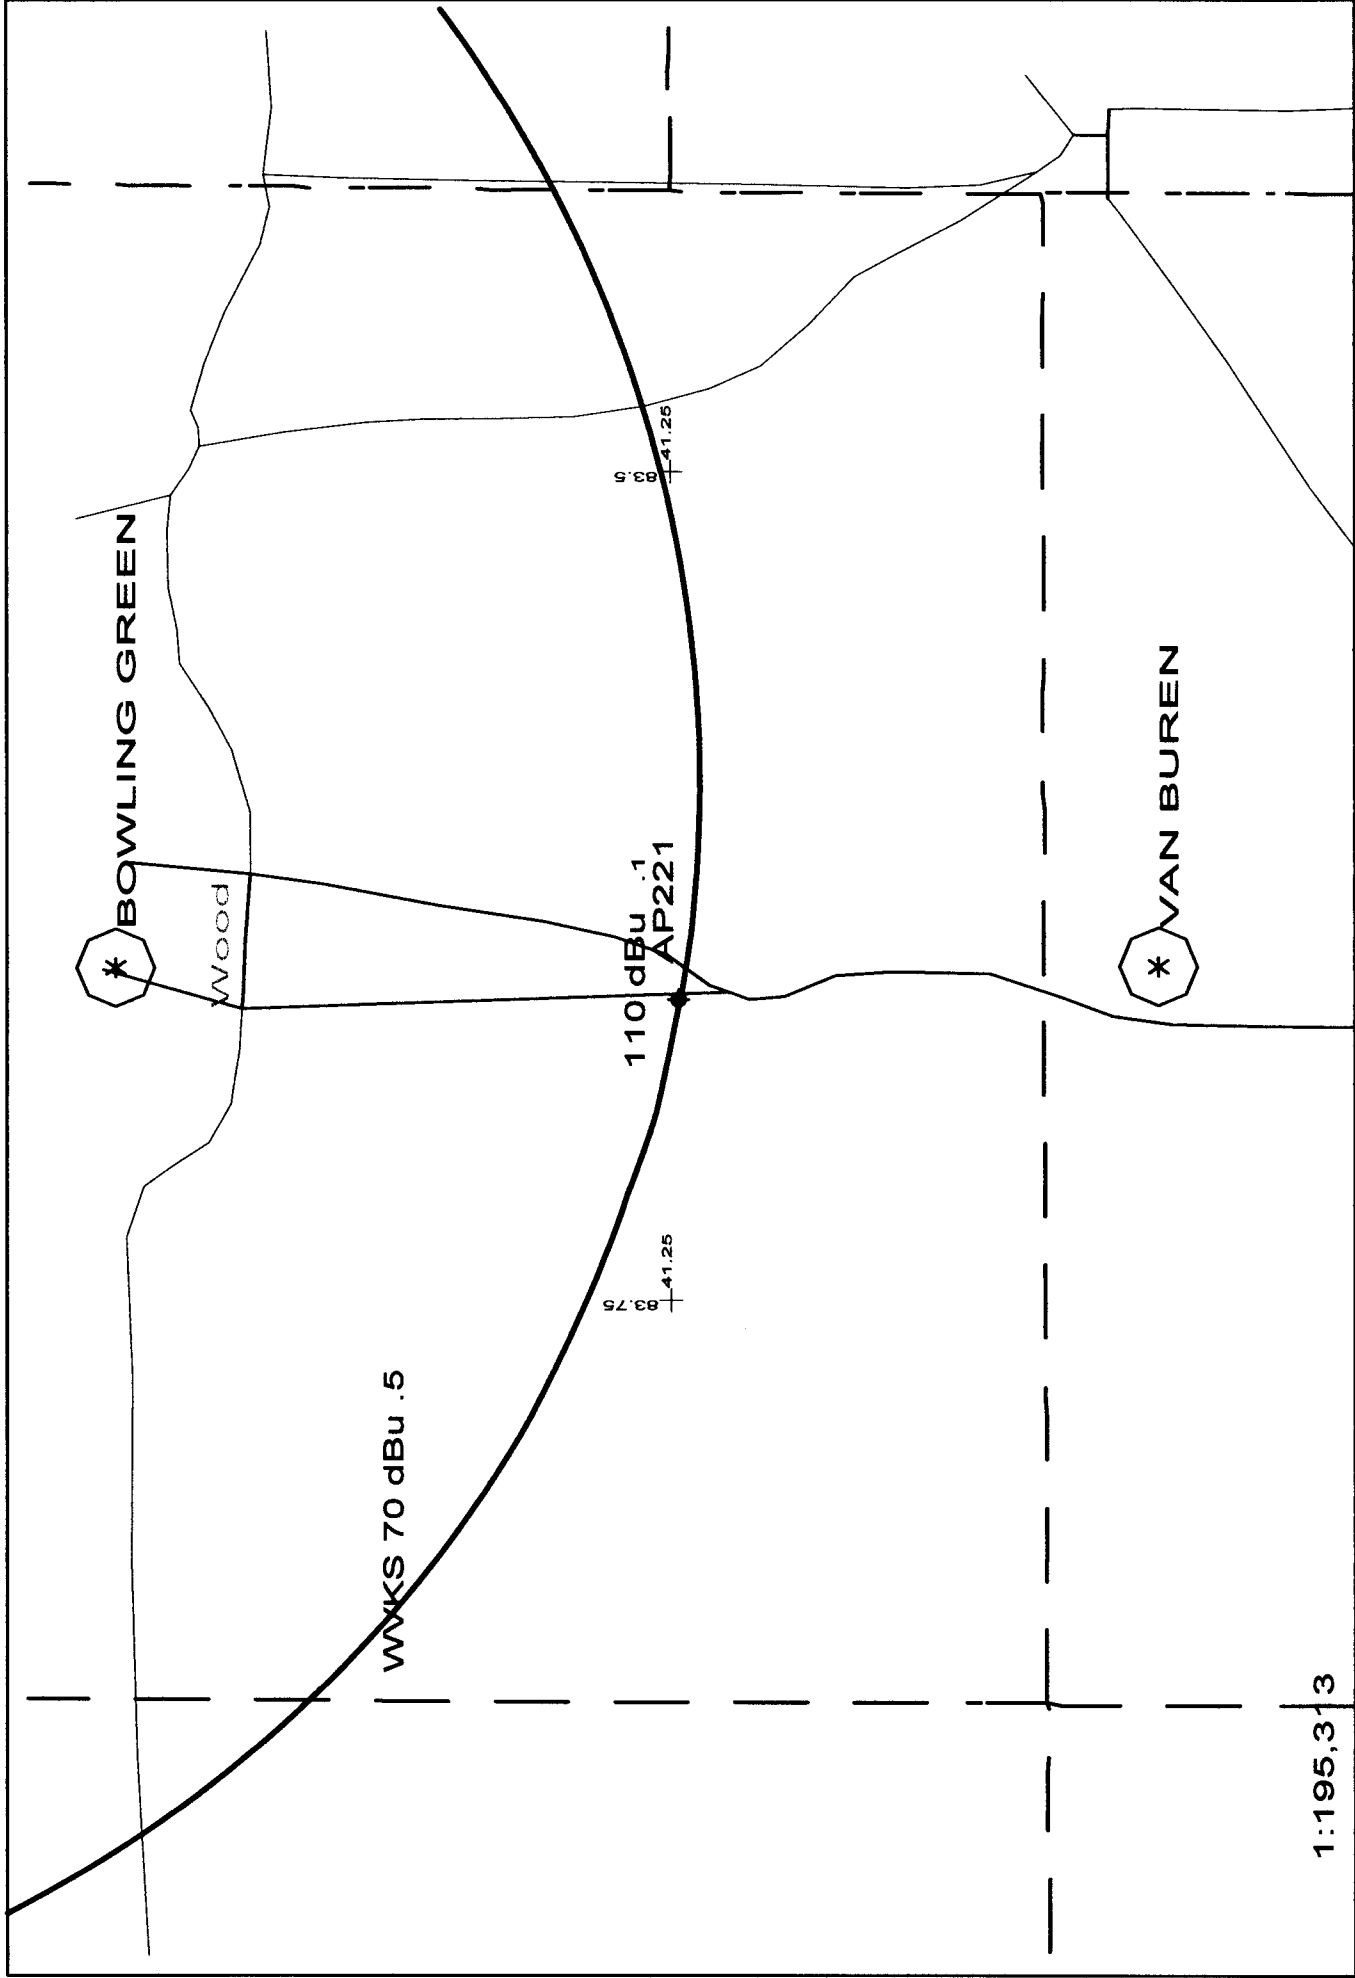 BOWLING GREEN
Wood
WVKS 70 dBu .5
110 dBu .1
AP221
83.75
41.25
83.5
41.25
VAN BUREN
1:195,313